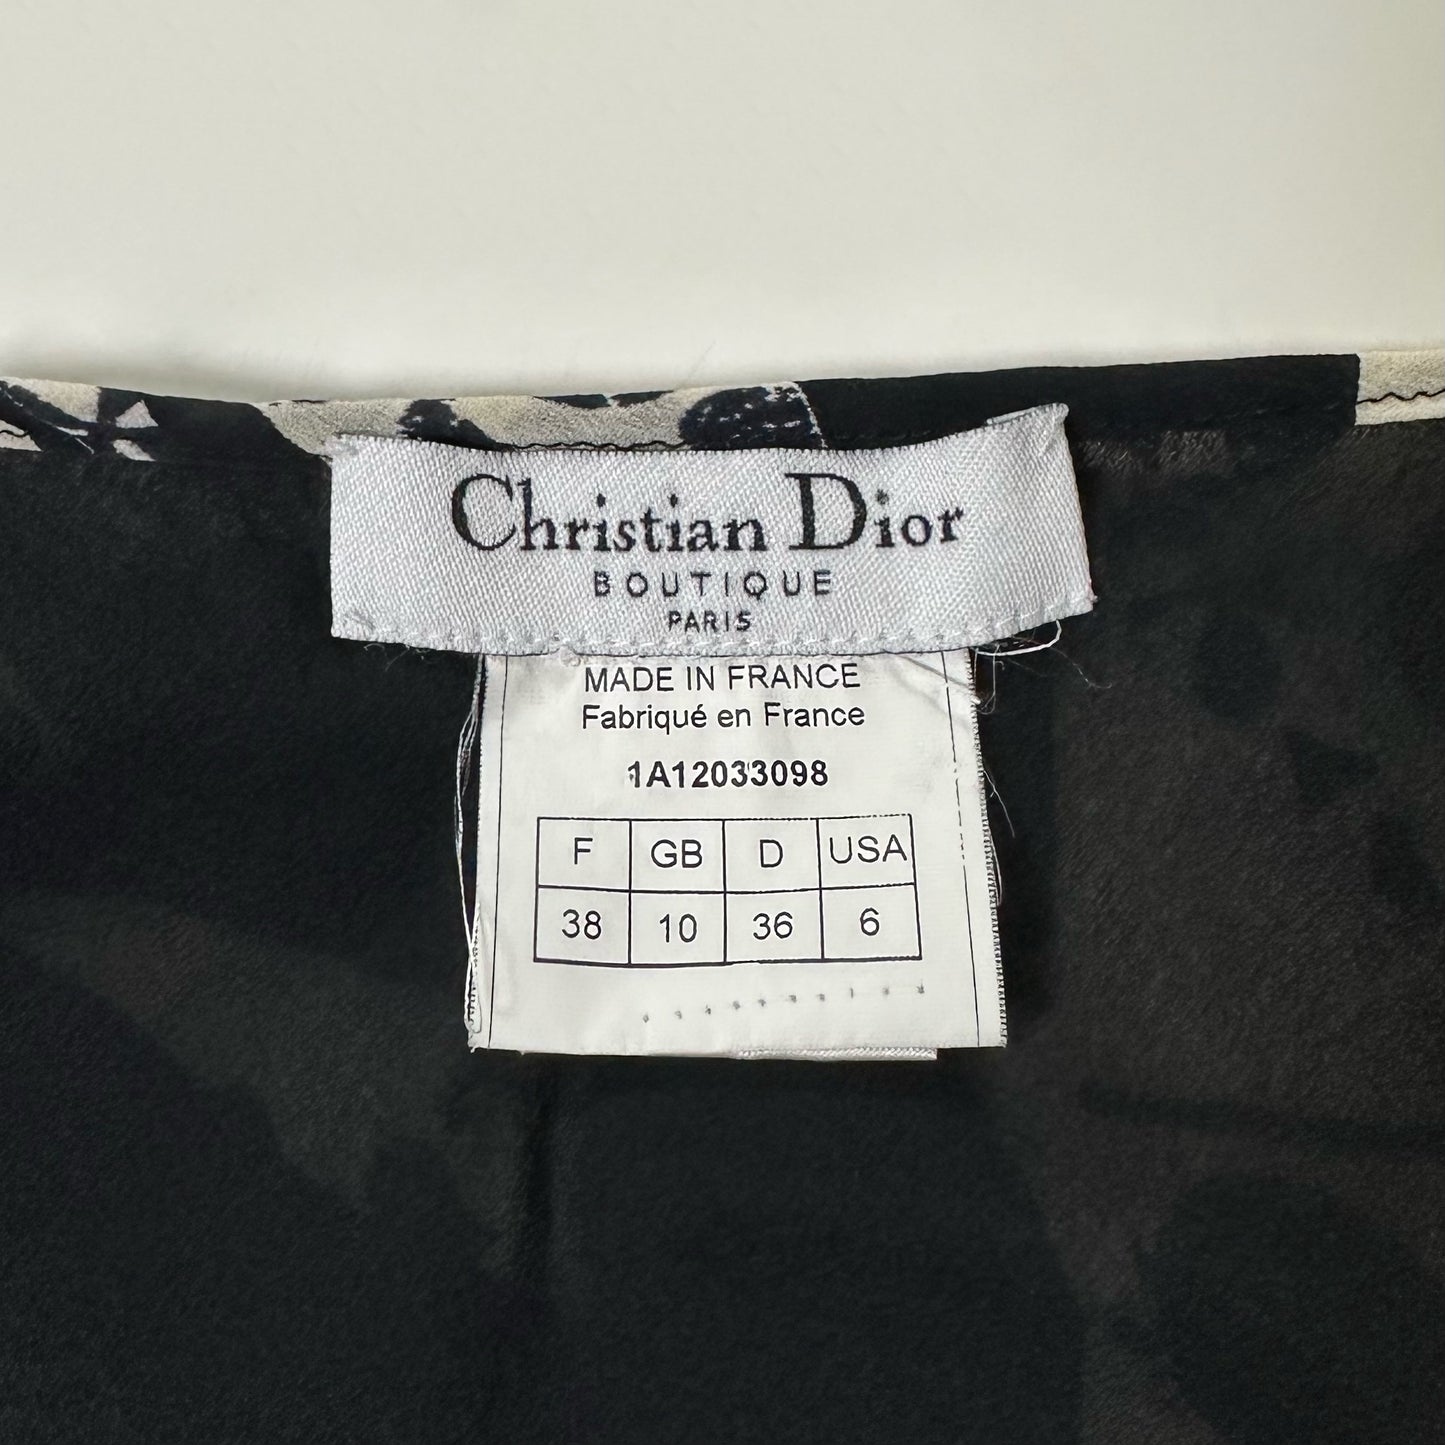 Christian Dior
BOUTIQUE
PARIS
MADE IN FRANCE
Fabriqué en France
1A12033098
F GB D USA
38 10 36 6